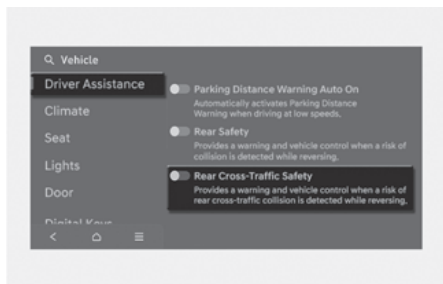 Vehicle
Driver Assistance
Climate
Seat
Lights
Door
Digital Keys
Parking Distance Warning Auto On
Automatically activates Parking Distance
Warning when driving at low speeds.
Rear Safety
Provides a warning and vehicle control when a risk of
collision is detected while reversing.
Rear Cross-Traffic Safety
Provides a warning and vehicle control when a risk of
rear cross-traffic collision is detected while reversing.